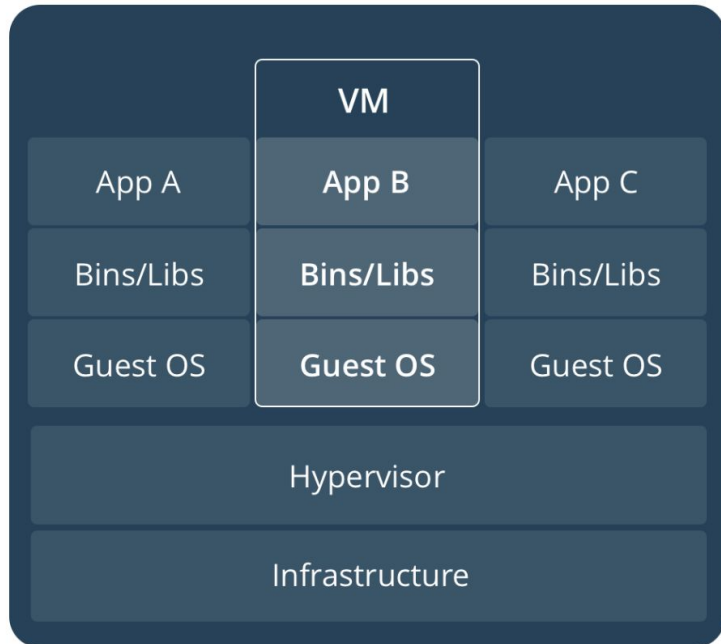 VM
App A
App B
App C
Bins/Libs
Bins/Libs
Bins/Libs
Guest OS
Guest OS
Guest OS
Hypervisor
Infrastructure